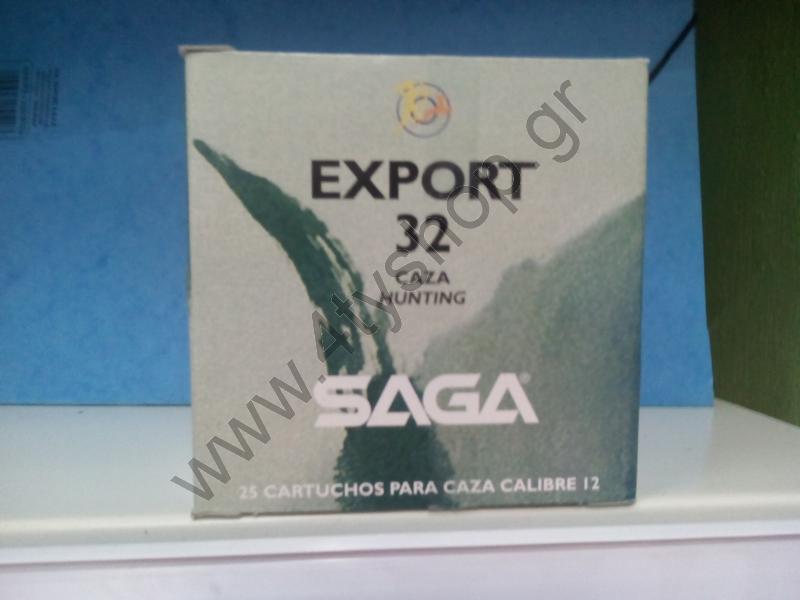 EXPORT
32
CAZA
HUNTING
SAGA®
25 CARTUCHOS PARA CAZA CALIBRE 12
www.4tyshop.gr